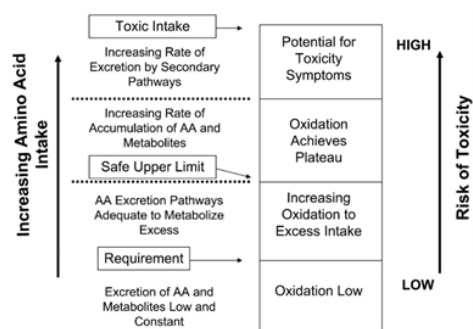 Toxic Intake
Increasing Rate of
Excretion by Secondary
Pathways
Increasing Rate of
Accumulation of AA and
Metabolites
Safe Upper Limit
AA Excretion Pathways
Adequate to Metabolize
Excess
Requirement
Excretion of AA and
Metabolites Low and
Constant
Increasing Amino Acid
Intake
Potential for
Toxicity
Symptoms
Oxidation
Achieves
Plateau
Increasing
Oxidation to
Excess Intake
Oxidation Low
HIGH
Risk of Toxicity
LOW